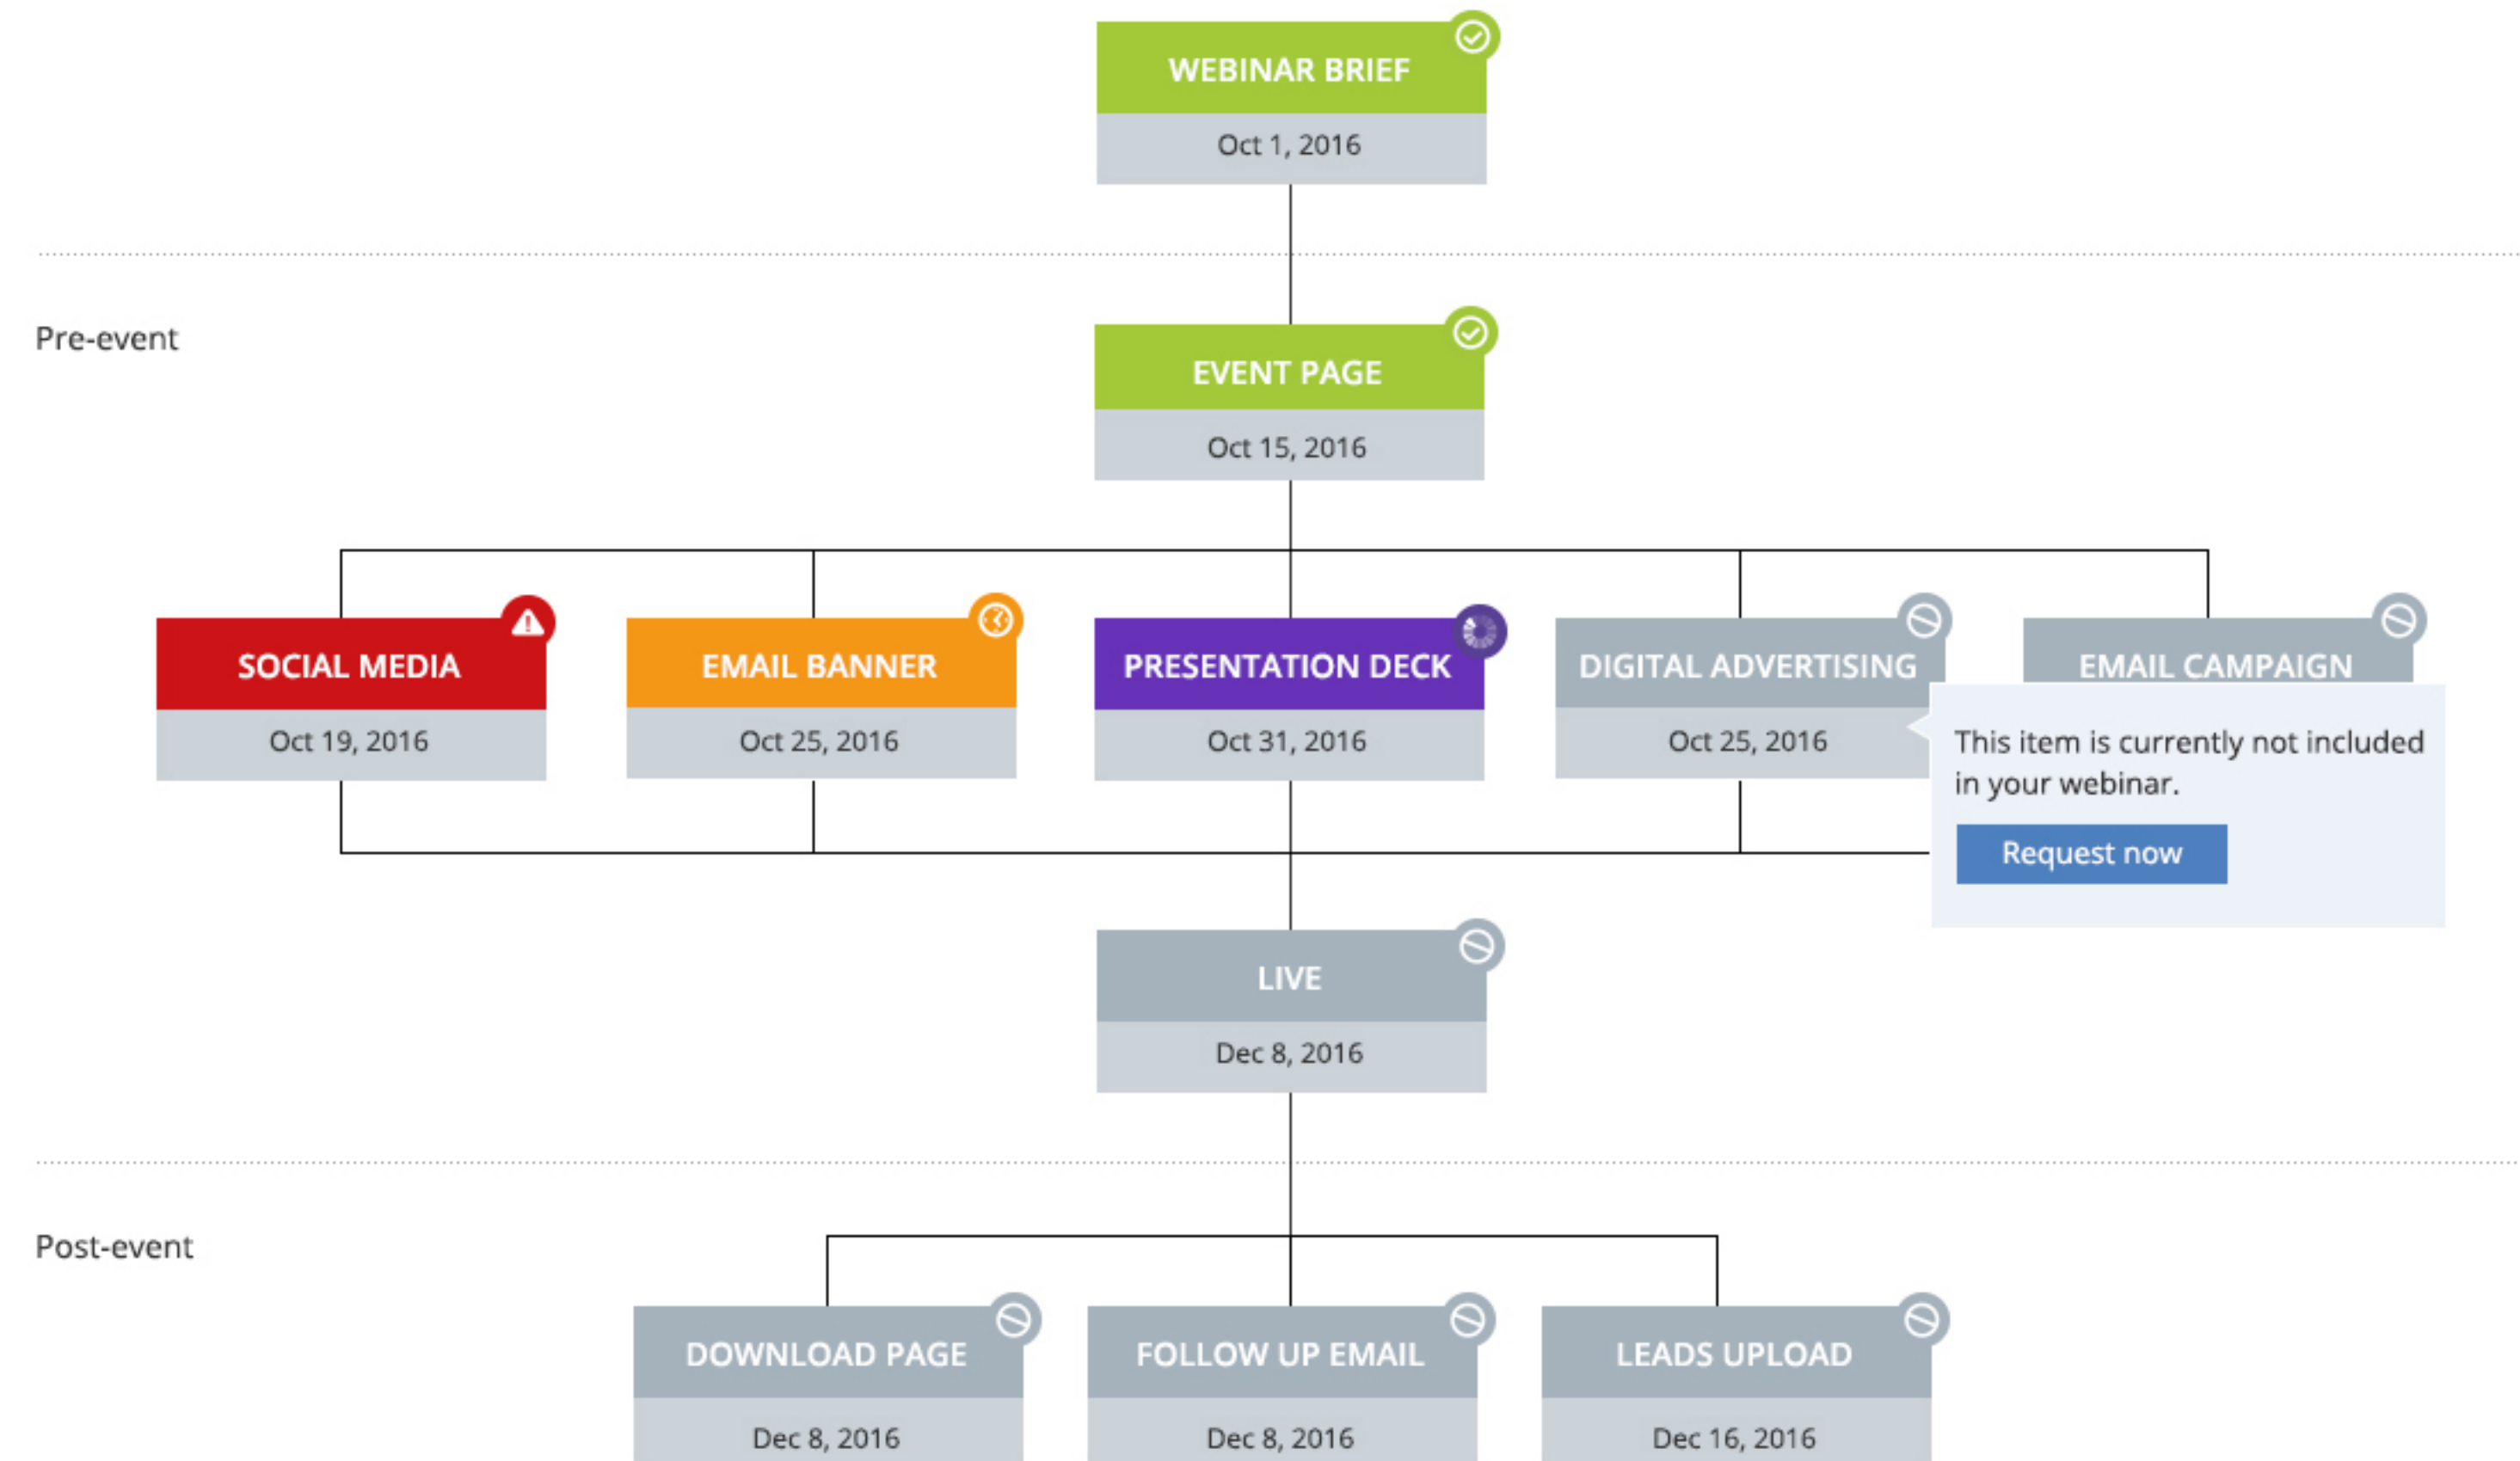 WEBINAR BRIEF
Oct 1, 2016
Pre-event
EVENT PAGE
Oct 15, 2016
SOCIAL MEDIA
Oct 19, 2016
EMAIL BANNER
Oct 25, 2016
PRESENTATION DECK
Oct 31, 2016
DIGITAL ADVERTISING
Oct 25, 2016
EMAIL CAMPAIGN
This item is currently not included
in your webinar.
Request now
LIVE
Dec 8, 2016
Post-event
DOWNLOAD PAGE
Dec 8, 2016
FOLLOW UP EMAIL
Dec 8, 2016
LEADS UPLOAD
Dec 16, 2016